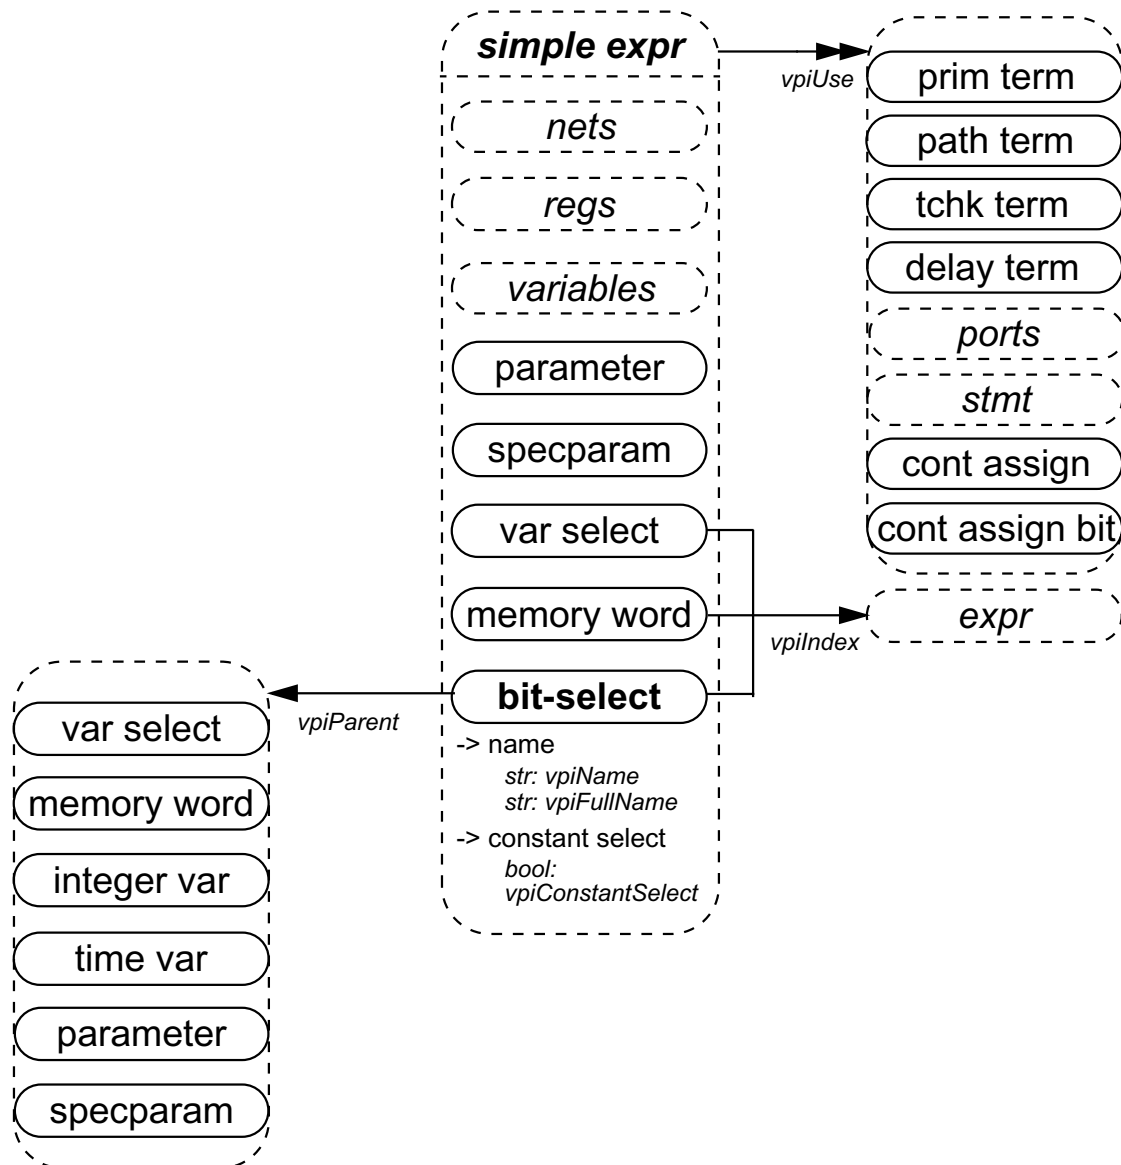 simple expr
nets
regs
variables
parameter
specparam
var select
memory word
bit-select
-> name
str: vpiName
str: vpiFullName
-> constant select
bool:
vpiConstantSelect
vpiUse
prim term
path term
tchk term
delay term
ports
stmt
cont assign
cont assign bit
vpiIndex
expr
vpiParent
var select
memory word
integer var
time var
parameter
specparam